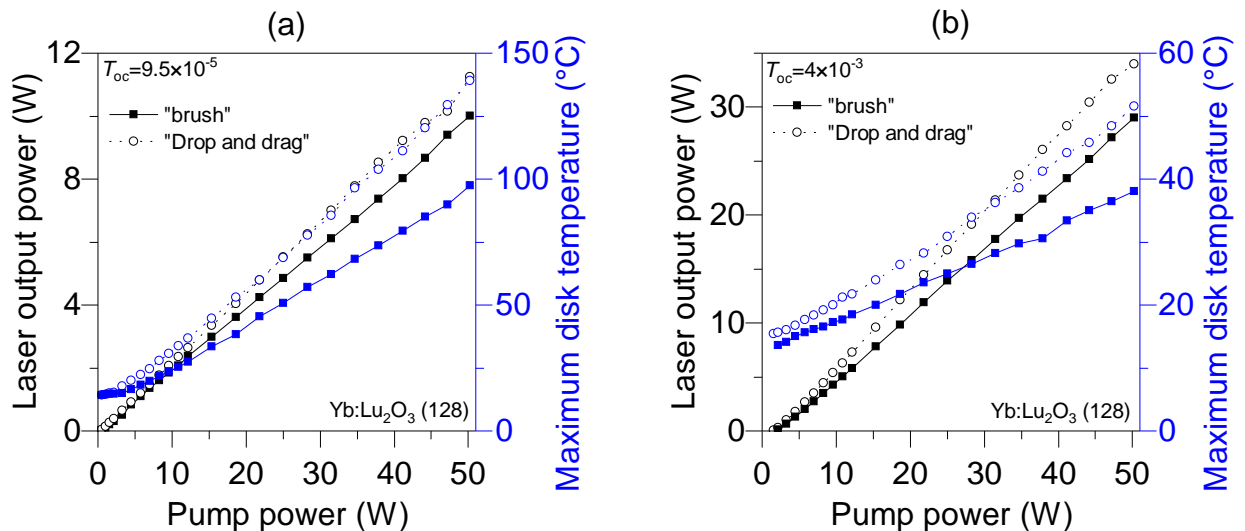 (a)
T_oc=9.5×10⁻⁵
"brush"
"Drop and drag"
Yb:Lu₂O₃ (128)
Laser output power (W)
0
4
8
12
Maximum disk temperature (°C)
0
50
100
150
0 10 20 30 40 50
Pump power (W)
(b)
T_oc=4×10⁻³
"brush"
"Drop and drag"
Yb:Lu₂O₃ (128)
Laser output power (W)
0
10
20
30
Maximum disk temperature (°C)
0
20
40
60
0 10 20 30 40 50
Pump power (W)